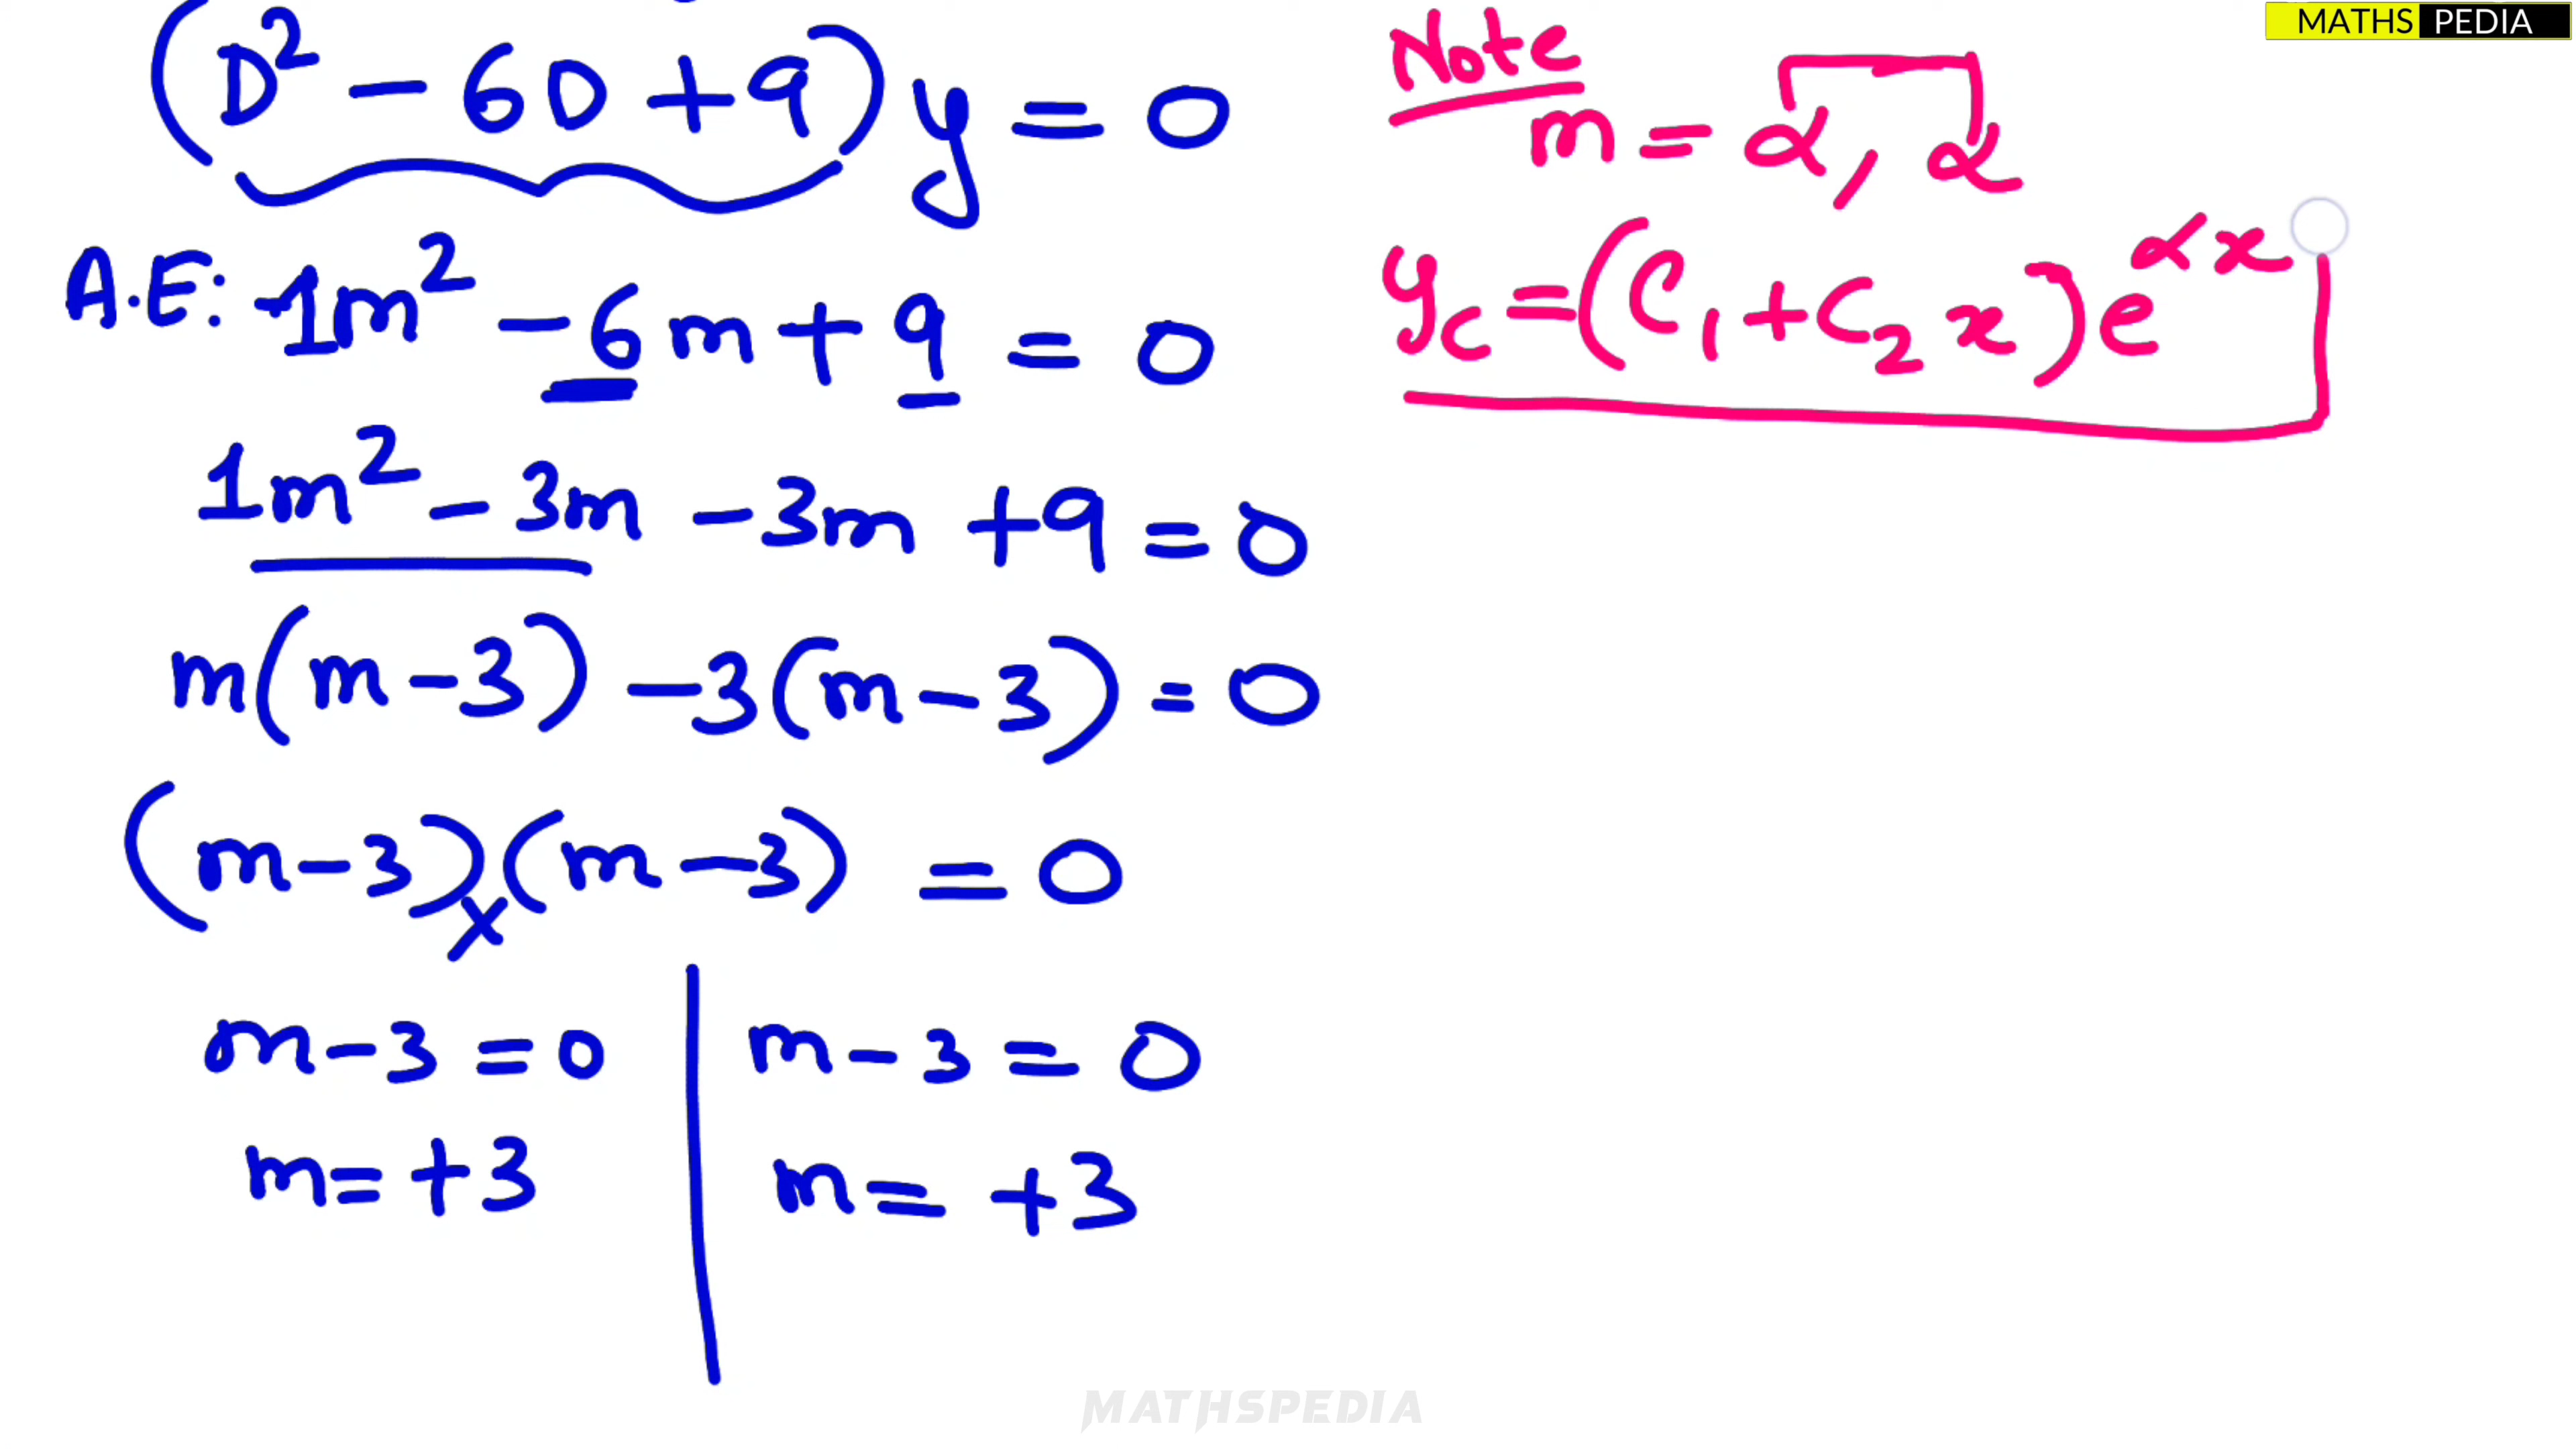 (D² - 6D + 9)y = 0
A.E: 1m² - 6m + 9 = 0
1m² - 3m - 3m + 9 = 0
m(m - 3) - 3(m - 3) = 0
(m - 3) x (m - 3) = 0
m - 3 = 0
m = +3
m - 3 = 0
m = +3
Note
m = α, α
y_c = (C₁ + C₂ x) e^{αx}
MATHS PEDIA
MATHSPEDIA